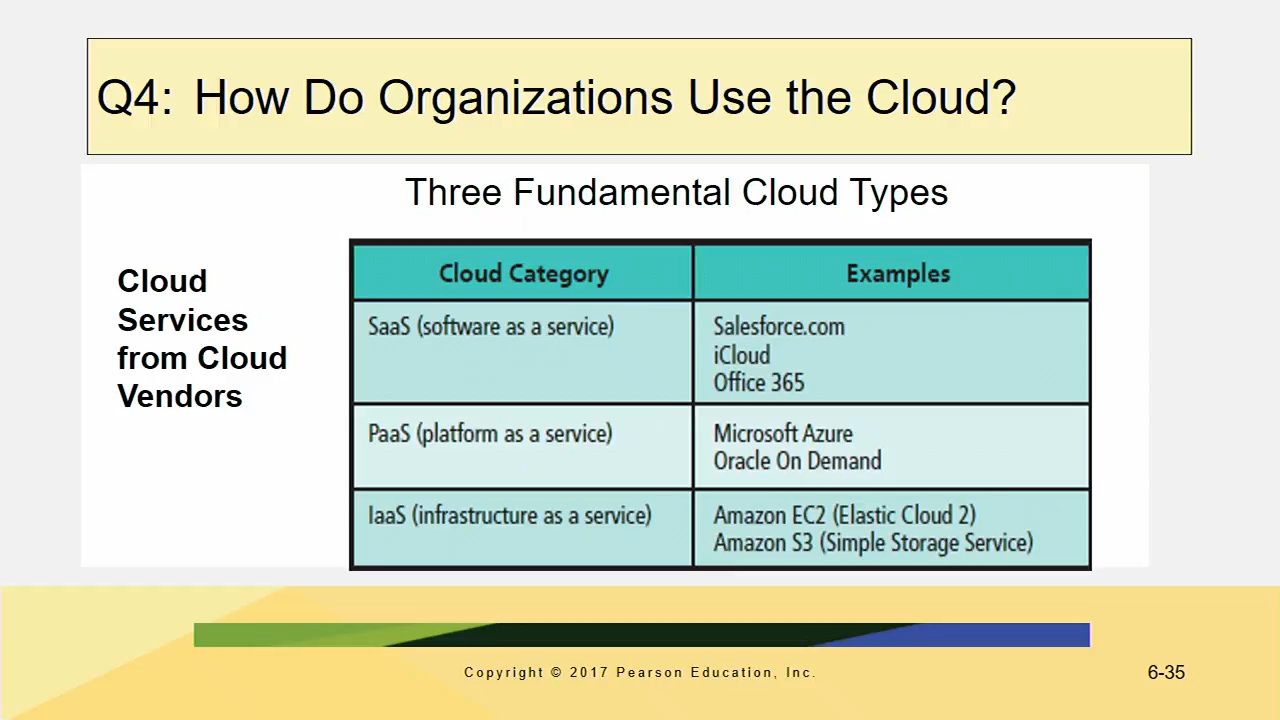 Q4: How Do Organizations Use the Cloud?
Three Fundamental Cloud Types
Cloud
Services
from Cloud
Vendors
Cloud Category
Examples
SaaS (software as a service)
Salesforce.com
iCloud
Office 365
PaaS (platform as a service)
Microsoft Azure
Oracle On Demand
IaaS (infrastructure as a service)
Amazon EC2 (Elastic Cloud 2)
Amazon S3 (Simple Storage Service)
Copyright © 2017 Pearson Education, Inc.
6-35